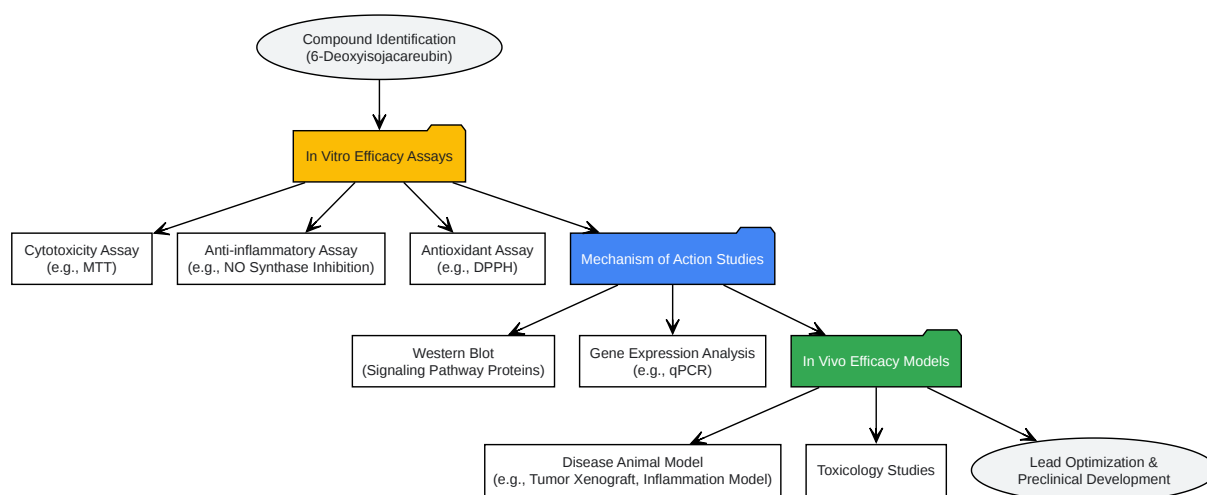 Compound Identification
(6-Deoxyisojacareubin)
In Vitro Efficacy Assays
Cytotoxicity Assay
(e.g., MTT)
Anti-inflammatory Assay
(e.g., NO Synthase Inhibition)
Antioxidant Assay
(e.g., DPPH)
Mechanism of Action Studies
Western Blot
(Signaling Pathway Proteins)
Gene Expression Analysis
(e.g., qPCR)
In Vivo Efficacy Models
Disease Animal Model
(e.g., Tumor Xenograft, Inflammation Model)
Toxicology Studies
Lead Optimization &
Preclinical Development